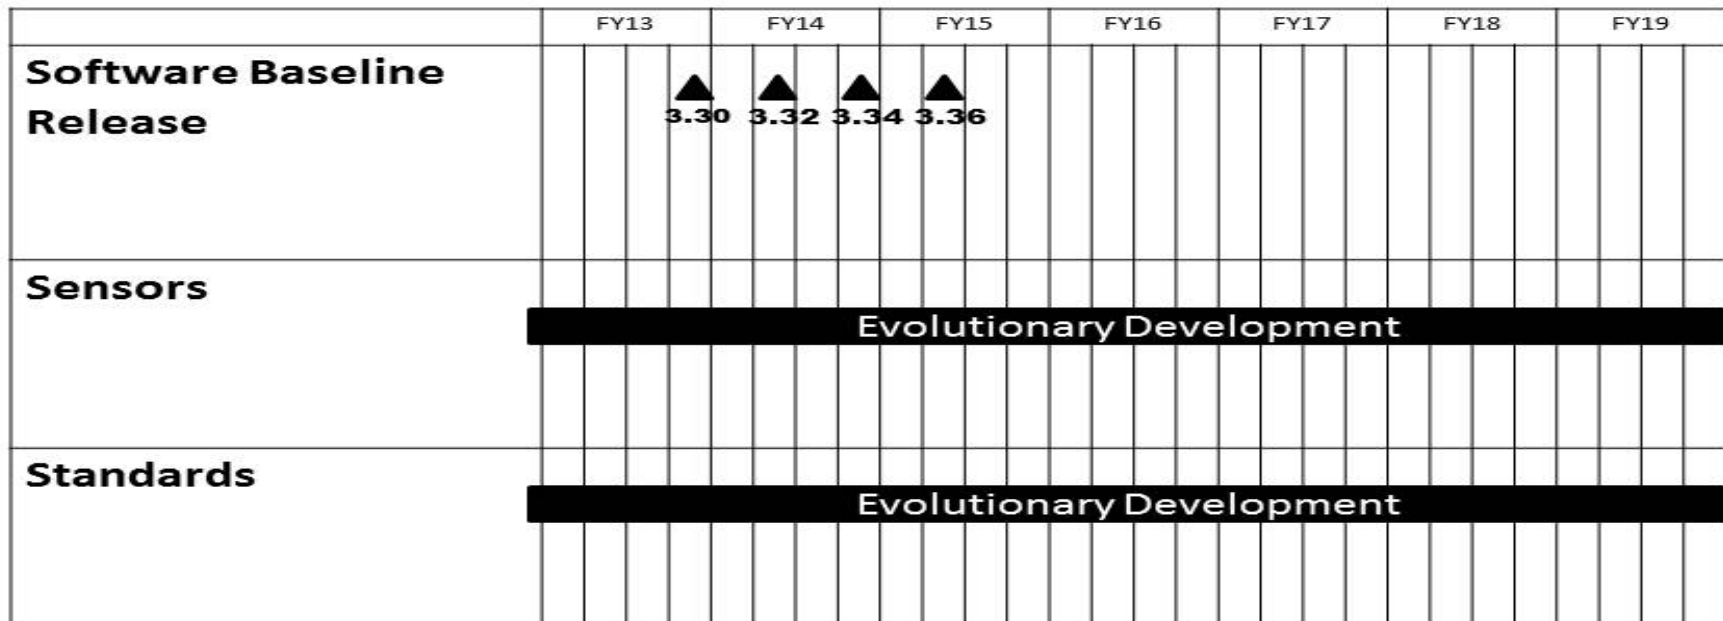 FY13 FY14 FY15 FY16 FY17 FY18 FY19
Software Baseline
Release
3.30 3.32 3.34 3.36
Sensors
Evolutionary Development
Standards
Evolutionary Development